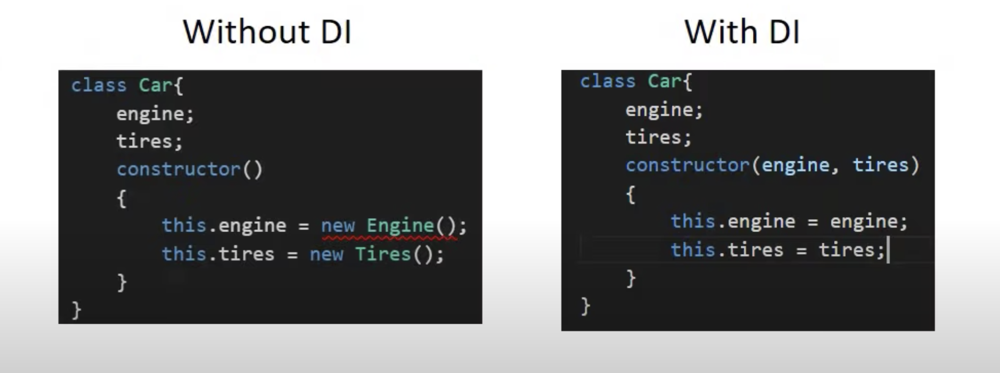 Without DI
class Car{
engine;
tires;
constructor()
{
this.engine = new Engine();
this.tires = new Tires();
}
}
With DI
class Car{
engine;
tires;
constructor(engine, tires)
{
this.engine = engine;
this.tires = tires;
}
}